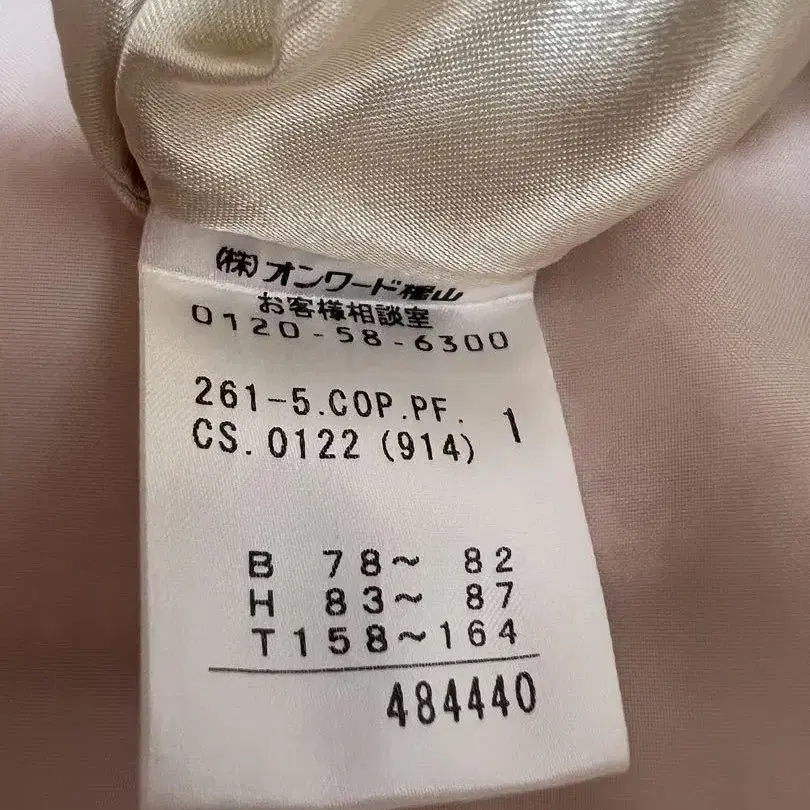 (株)オンワード樫山
お客様相談室
0120-58-6300
261-5.COP.PF. 1
CS.0122(914)
B 78~ 82
H 83~ 87
T158~164
484440